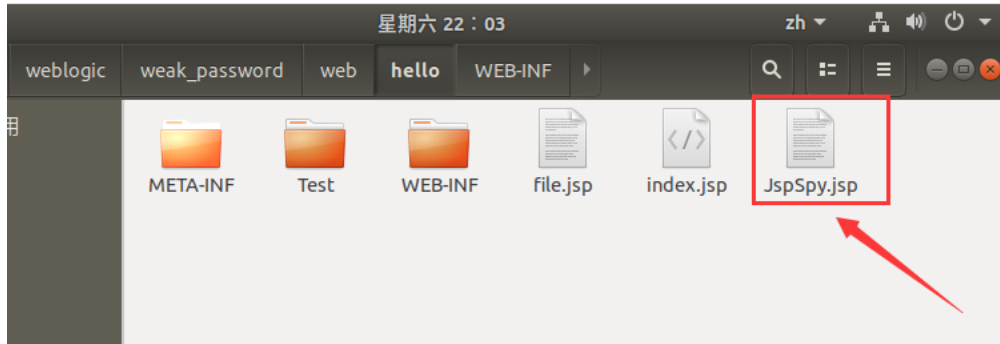 星期六 22：03
zh
weblogic weak_password web hello WEB-INF
用
META-INF Test WEB-INF file.jsp index.jsp JspSpy.jsp